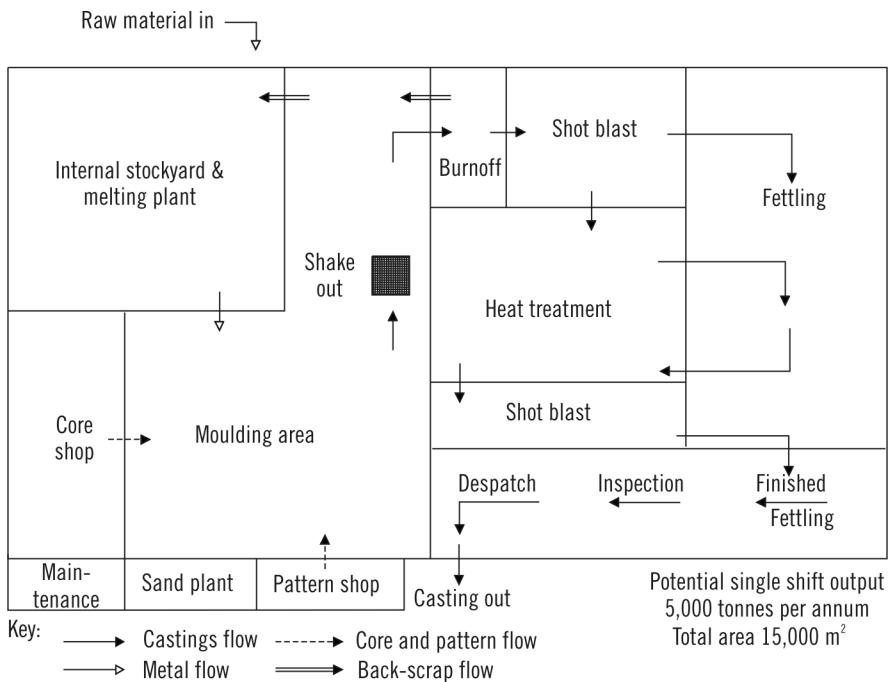 Raw material in
Internal stockyard &
melting plant
Burnoff
Shot blast
Fettling
Shake
out
Heat treatment
Core
shop
Moulding area
Shot blast
Despatch
Inspection
Finished
Fettling
Main-
tenance
Sand plant
Pattern shop
Casting out
Potential single shift output
5,000 tonnes per annum
Total area 15,000 m²
Key:
Castings flow
Core and pattern flow
Metal flow
Back-scrap flow